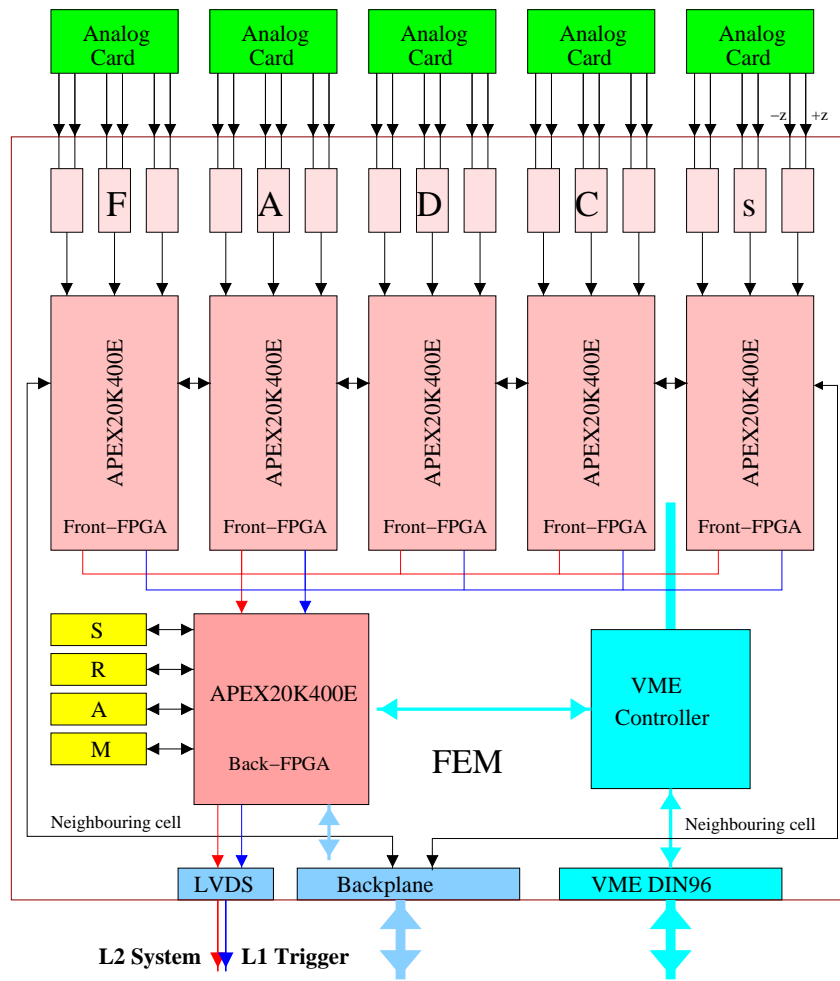 Analog Card
Analog Card
Analog Card
Analog Card
Analog Card
−z +z
F A D C s
APEX20K400E
APEX20K400E
APEX20K400E
APEX20K400E
APEX20K400E
Front−FPGA
Front−FPGA
Front−FPGA
Front−FPGA
Front−FPGA
S
R
A
M
APEX20K400E
Back−FPGA
VME
Controller
FEM
Neighbouring cell
Neighbouring cell
LVDS
Backplane
VME DIN96
L2 System
L1 Trigger